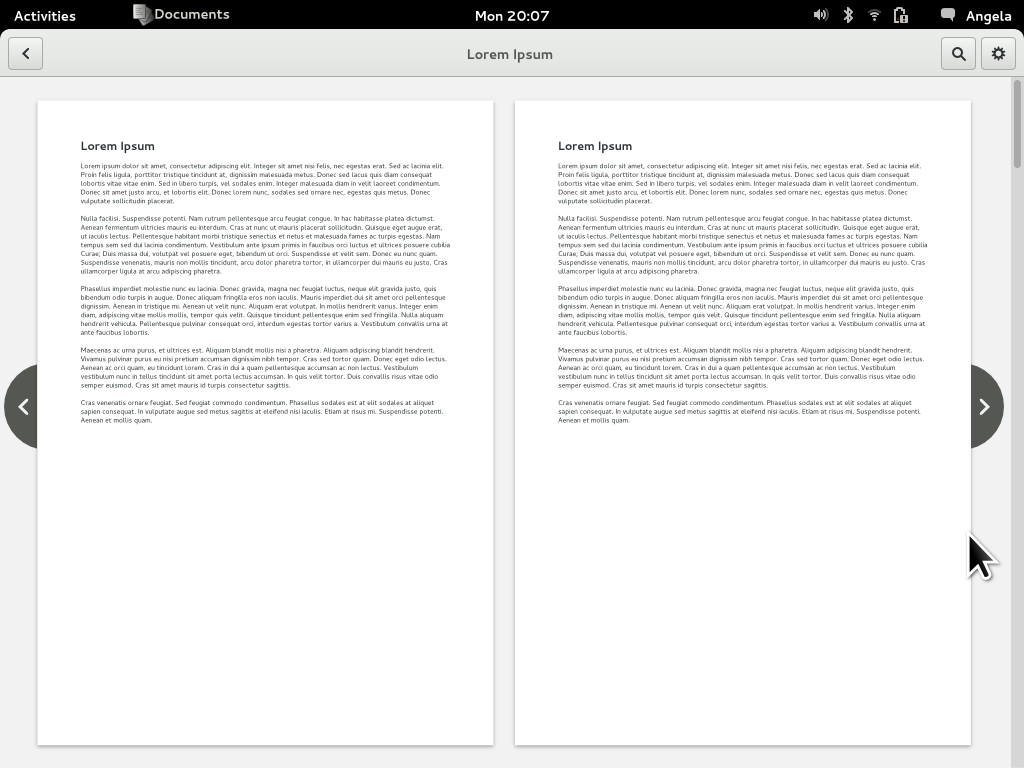 Activities Documents Mon 20:07 Angela
Lorem Ipsum
Lorem Ipsum
Lorem ipsum dolor sit amet, consectetur adipiscing elit. Integer sit amet nisi felis, nec egestas erat. Sed ac lacinia elit.
Proin felis ligula, porttitor tristique tincidunt at, dignissim malesuada quam. Donec sed lacus quis diam consequat
lobortis vitae vitae enim. Sed in libero turpis, vel sodales enim. Integer malesuada diam in velit laoreet condimentum.
Donec sit amet justo arcu, et lobortis elit. Donec lorem nunc, sodales sed ornare nec, egestas quis metus. Donec
vulputate sollicitudin placerat.
Nulla facilisi. Suspendisse potenti. Nam rutrum pellentesque arcu feugiat congue. In hac habitasse platea dictumst.
Aenean fermentum ultricies mauris eu interdum. Cras at nunc ut mauris placerat sollicitudin. Quisque eget augue erat,
ut iaculis lectus. Pellentesque habitant morbi tristique senectus et netus et malesuada fames ac turpis egestas. Nam
tempus sem sed dui lacinia condimentum. Vestibulum ante ipsum primis in faucibus orci luctus et ultrices posuere cubilia
Curae; Duis massa dui, volutpat vel posuere eget, bibendum ut orci. Suspendisse et velit sem. Donec eu nunc quam.
Suspendisse venenatis, mauris non mollis tincidunt, arcu dolor pharetra tortor, in ullamcorper dui mauris eu justo. Cras
ullamcorper ligula at arcu adipiscing pharetra.
Phasellus imperdiet molestie nunc eu lacinia. Donec gravida, magna nec feugiat luctus, neque elit gravida justo, quis
bibendum odio turpis in augue. Donec aliquam fringilla eros non iaculis. Mauris imperdiet dui sit amet orci pellentesque
dignissim. Aenean in tristique mi. Aenean ut velit nunc. Aliquam erat volutpat. In mollis hendrerit varius. Integer enim
diam, aliquam vitae mollis sed, tempor quis velit. Quisque tincidunt pellentesque enim sed fringilla. Nulla aliquam
hendrerit vehicula. Pellentesque pulvinar consequat orci, interdum egestas tortor varius a. Vestibulum convallis urna at
ante faucibus lobortis.
Maecenas ac urna purus, et ultrices est. Aliquam blandit mollis nisi a pharetra. Aliquam adipiscing blandit hendrerit.
Vivamus pulvinar purus eu nisi pretium accumsan dignissim nibh tempor. Cras sed tortor quam. Donec eget odio lectus.
Aenean ac orci quam, eu tincidunt lorem. Cras in dui a quam pellentesque accumsan ac non lectus. Vestibulum
vestibulum nunc in tellus tincidunt sit amet porta lectus accumsan. In quis velit tortor. Duis convallis risus vitae odio
semper euismod. Cras sit amet mauris id turpis consectetur sagittis.
Cras venenatis ornare feugiat. Sed feugiat commodo condimentum. Phasellus sodales est at elit sodales at aliquet
sapien consequat. In vulputate augue sed metus sagittis at eleifend nisi iaculis. Etiam at risus mi. Suspendisse potenti.
Aenean et mollis quam.
Lorem Ipsum
Lorem ipsum dolor sit amet, consectetur adipiscing elit. Integer sit amet nisi felis, nec egestas erat. Sed ac lacinia elit.
Proin felis ligula, porttitor tristique tincidunt at, dignissim malesuada quam. Donec sed lacus quis diam consequat
lobortis vitae vitae enim. Sed in libero turpis, vel sodales enim. Integer malesuada diam in velit laoreet condimentum.
Donec sit amet justo arcu, et lobortis elit. Donec lorem nunc, sodales sed ornare nec, egestas quis metus. Donec
vulputate sollicitudin placerat.
Nulla facilisi. Suspendisse potenti. Nam rutrum pellentesque arcu feugiat congue. In hac habitasse platea dictumst.
Aenean fermentum ultricies mauris eu interdum. Cras at nunc ut mauris placerat sollicitudin. Quisque eget augue erat,
ut iaculis lectus. Pellentesque habitant morbi tristique senectus et netus et malesuada fames ac turpis egestas. Nam
tempus sem sed dui lacinia condimentum. Vestibulum ante ipsum primis in faucibus orci luctus et ultrices posuere cubilia
Curae; Duis massa dui, volutpat vel posuere eget, bibendum ut orci. Suspendisse et velit sem. Donec eu nunc quam.
Suspendisse venenatis, mauris non mollis tincidunt, arcu dolor pharetra tortor, in ullamcorper dui mauris eu justo. Cras
ullamcorper ligula at arcu adipiscing pharetra.
Phasellus imperdiet molestie nunc eu lacinia. Donec gravida, magna nec feugiat luctus, neque elit gravida justo, quis
bibendum odio turpis in augue. Donec aliquam fringilla eros non iaculis. Mauris imperdiet dui sit amet orci pellentesque
dignissim. Aenean in tristique mi. Aenean ut velit nunc. Aliquam erat volutpat. In mollis hendrerit varius. Integer enim
diam, aliquam vitae mollis sed, tempor quis velit. Quisque tincidunt pellentesque enim sed fringilla. Nulla aliquam
hendrerit vehicula. Pellentesque pulvinar consequat orci, interdum egestas tortor varius a. Vestibulum convallis urna at
ante faucibus lobortis.
Maecenas ac urna purus, et ultrices est. Aliquam blandit mollis nisi a pharetra. Aliquam adipiscing blandit hendrerit.
Vivamus pulvinar purus eu nisi pretium accumsan dignissim nibh tempor. Cras sed tortor quam. Donec eget odio lectus.
Aenean ac orci quam, eu tincidunt lorem. Cras in dui a quam pellentesque accumsan ac non lectus. Vestibulum
vestibulum nunc in tellus tincidunt sit amet porta lectus accumsan. In quis velit tortor. Duis convallis risus vitae odio
semper euismod. Cras sit amet mauris id turpis consectetur sagittis.
Cras venenatis ornare feugiat. Sed feugiat commodo condimentum. Phasellus sodales est at elit sodales at aliquet
sapien consequat. In vulputate augue sed metus sagittis at eleifend nisi iaculis. Etiam at risus mi. Suspendisse potenti.
Aenean et mollis quam.